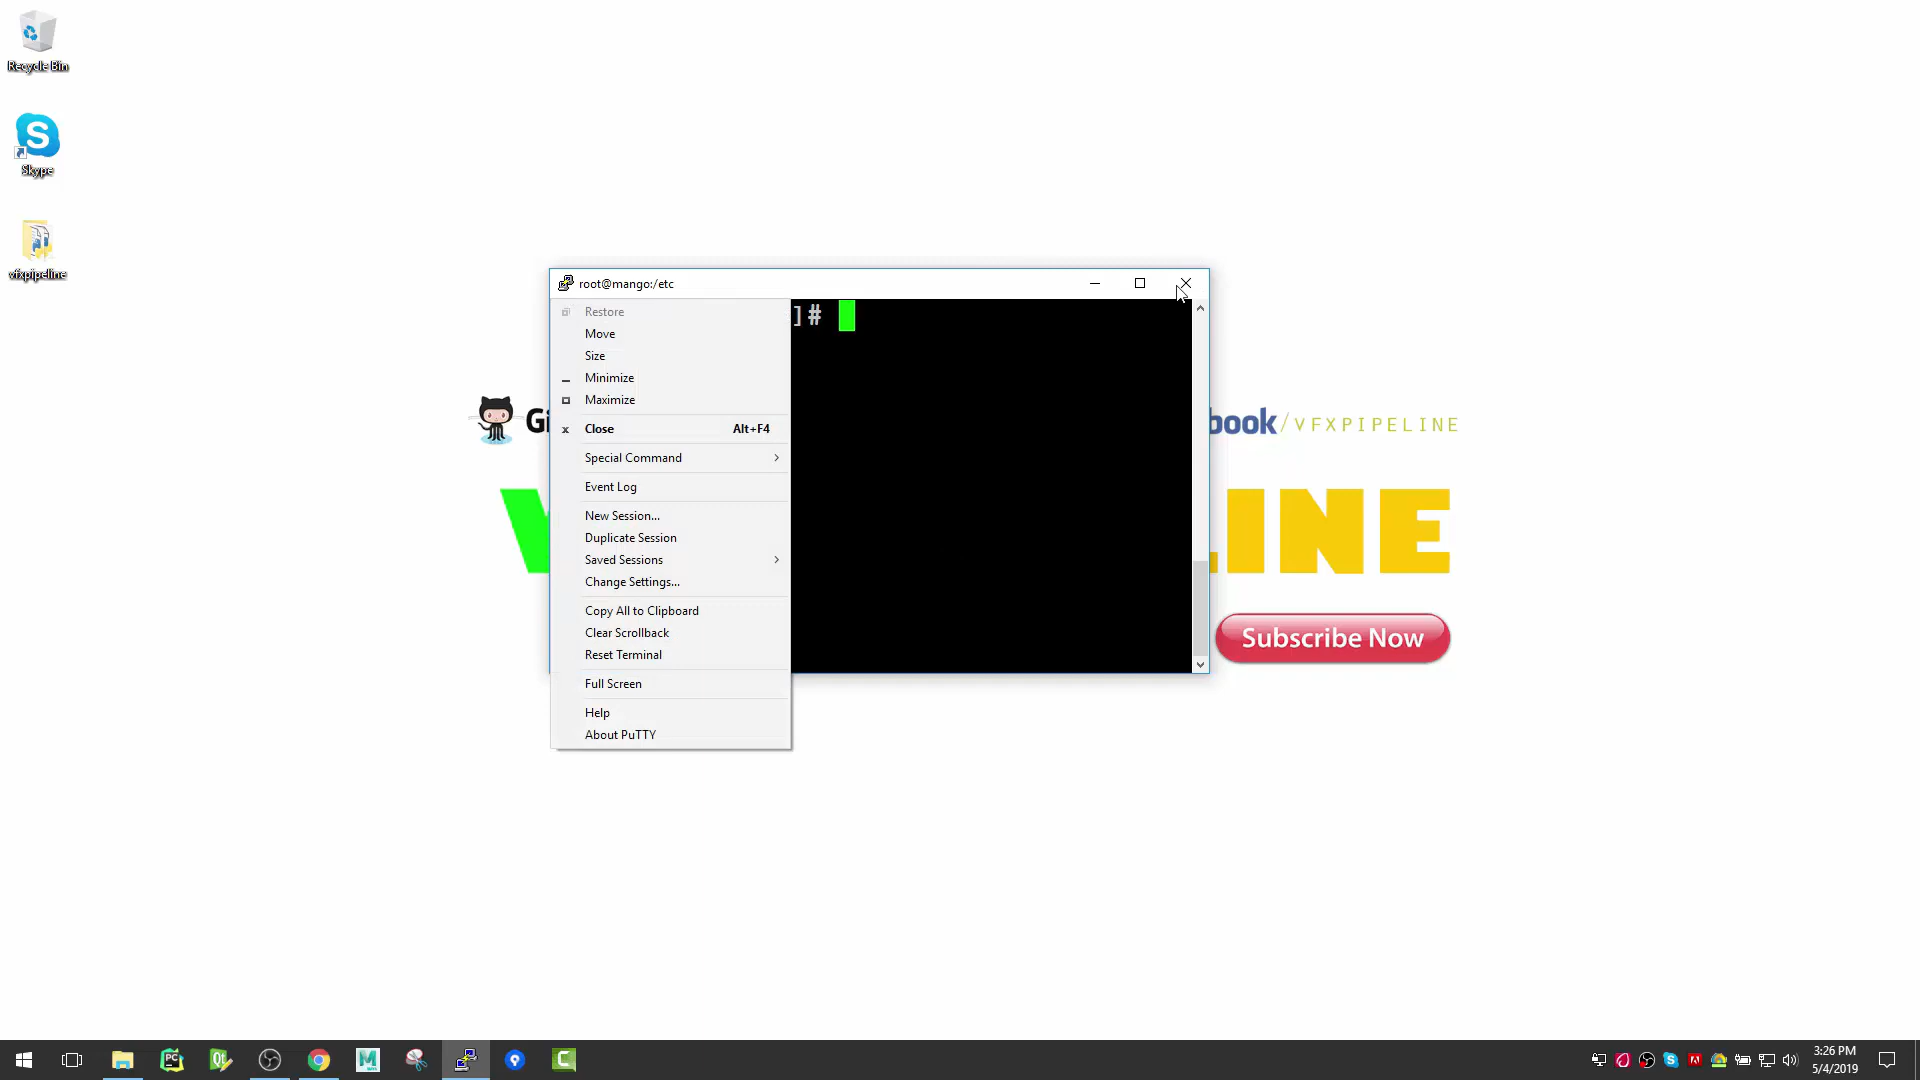 Recycle Bin
Skype
vfxpipeline
root@mango:/etc
]#
Restore
Move
Size
Minimize
Maximize
Close Alt+F4
Special Command
Event Log
New Session...
Duplicate Session
Saved Sessions
Change Settings...
Copy All to Clipboard
Clear Scrollback
Reset Terminal
Full Screen
Help
About PuTTY
book/VFXPIPELINE
INE
Subscribe Now
3:26 PM
5/4/2019